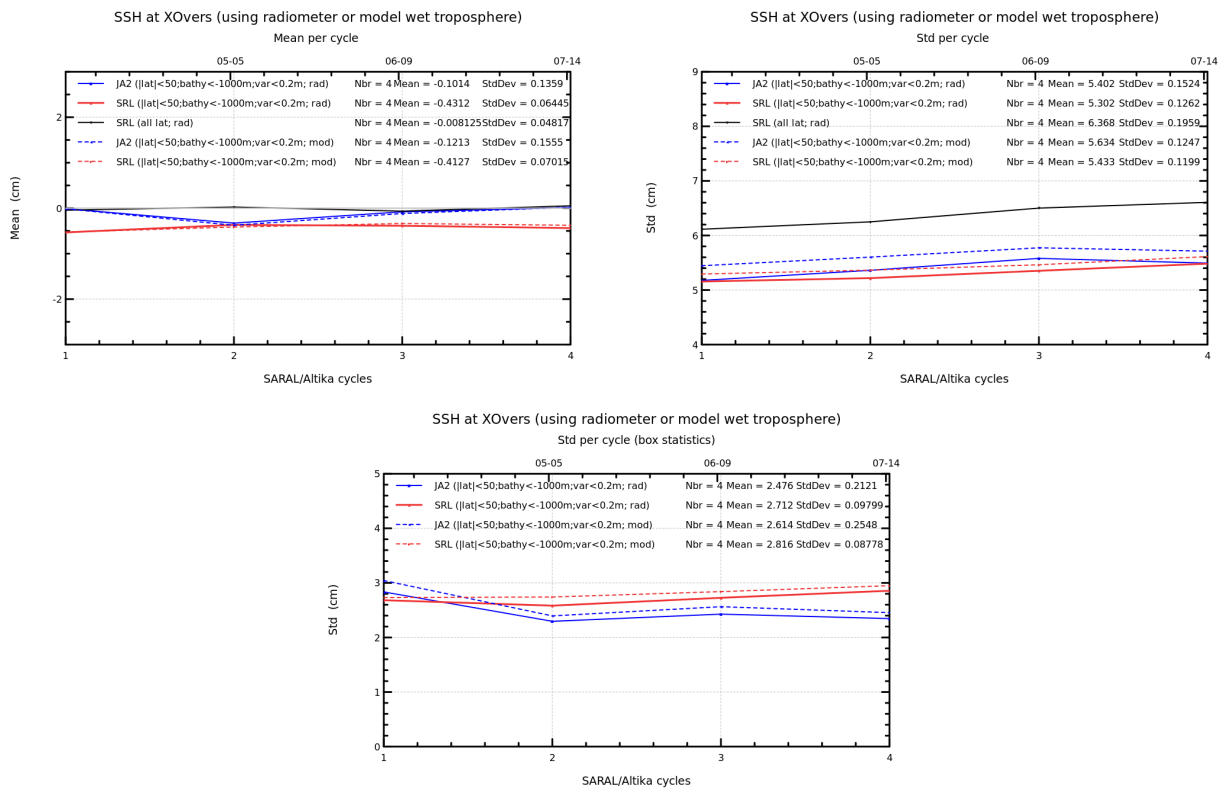 SSH at XOvers (using radiometer or model wet troposphere)
Mean per cycle
05-05 06-09 07-14
JA2 (|lat|<50;bathy<-1000m;var<0.2m; rad) Nbr = 4 Mean = -0.1014 StdDev = 0.1359
SRL (|lat|<50;bathy<-1000m;var<0.2m; rad) Nbr = 4 Mean = -0.4312 StdDev = 0.06445
SRL (all lat; rad) Nbr = 4 Mean = -0.008125 StdDev = 0.04817
JA2 (|lat|<50;bathy<-1000m;var<0.2m; mod) Nbr = 4 Mean = -0.1213 StdDev = 0.1555
SRL (|lat|<50;bathy<-1000m;var<0.2m; mod) Nbr = 4 Mean = -0.4127 StdDev = 0.07015
Mean (cm)
2
0
-2
1 2 3 4
SARAL/Altika cycles
SSH at XOvers (using radiometer or model wet troposphere)
Std per cycle
05-05 06-09 07-14
JA2 (|lat|<50;bathy<-1000m;var<0.2m; rad) Nbr = 4 Mean = 5.402 StdDev = 0.1524
SRL (|lat|<50;bathy<-1000m;var<0.2m; rad) Nbr = 4 Mean = 5.302 StdDev = 0.1262
SRL (all lat; rad) Nbr = 4 Mean = 6.368 StdDev = 0.1959
JA2 (|lat|<50;bathy<-1000m;var<0.2m; mod) Nbr = 4 Mean = 5.634 StdDev = 0.1247
SRL (|lat|<50;bathy<-1000m;var<0.2m; mod) Nbr = 4 Mean = 5.433 StdDev = 0.1199
Std (cm)
9
8
7
6
5
4
1 2 3 4
SARAL/Altika cycles
SSH at XOvers (using radiometer or model wet troposphere)
Std per cycle (box statistics)
05-05 06-09 07-14
JA2 (|lat|<50;bathy<-1000m;var<0.2m; rad) Nbr = 4 Mean = 2.476 StdDev = 0.2121
SRL (|lat|<50;bathy<-1000m;var<0.2m; rad) Nbr = 4 Mean = 2.712 StdDev = 0.09799
JA2 (|lat|<50;bathy<-1000m;var<0.2m; mod) Nbr = 4 Mean = 2.614 StdDev = 0.2548
SRL (|lat|<50;bathy<-1000m;var<0.2m; mod) Nbr = 4 Mean = 2.816 StdDev = 0.08778
Std (cm)
5
4
3
2
1
0
1 2 3 4
SARAL/Altika cycles